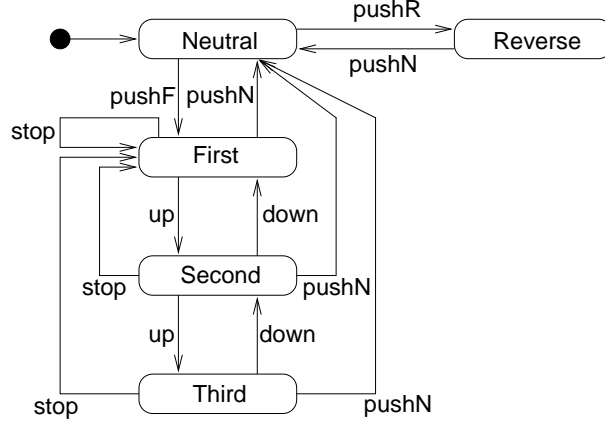 pushR
Neutral
Reverse
pushN
pushF
pushN
stop
First
up
down
Second
stop
pushN
up
down
Third
stop
pushN